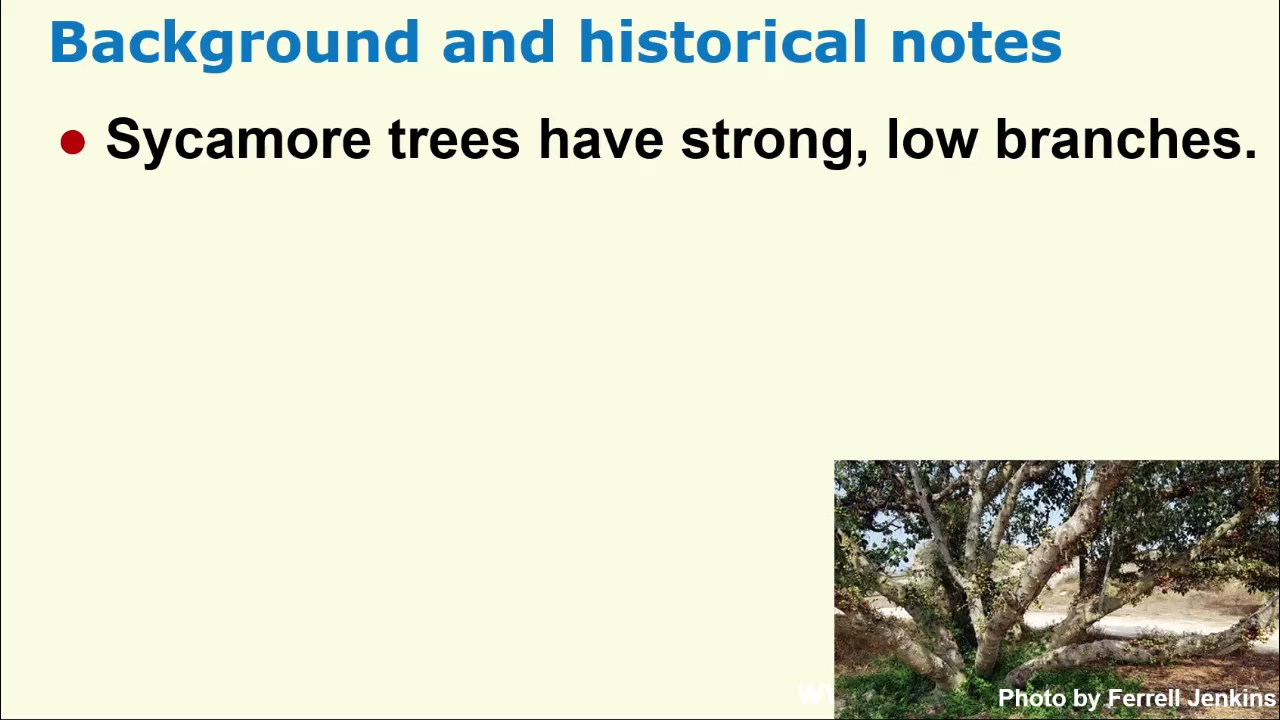 Background and historical notes
● Sycamore trees have strong, low branches.
Photo by Ferrell Jenkins